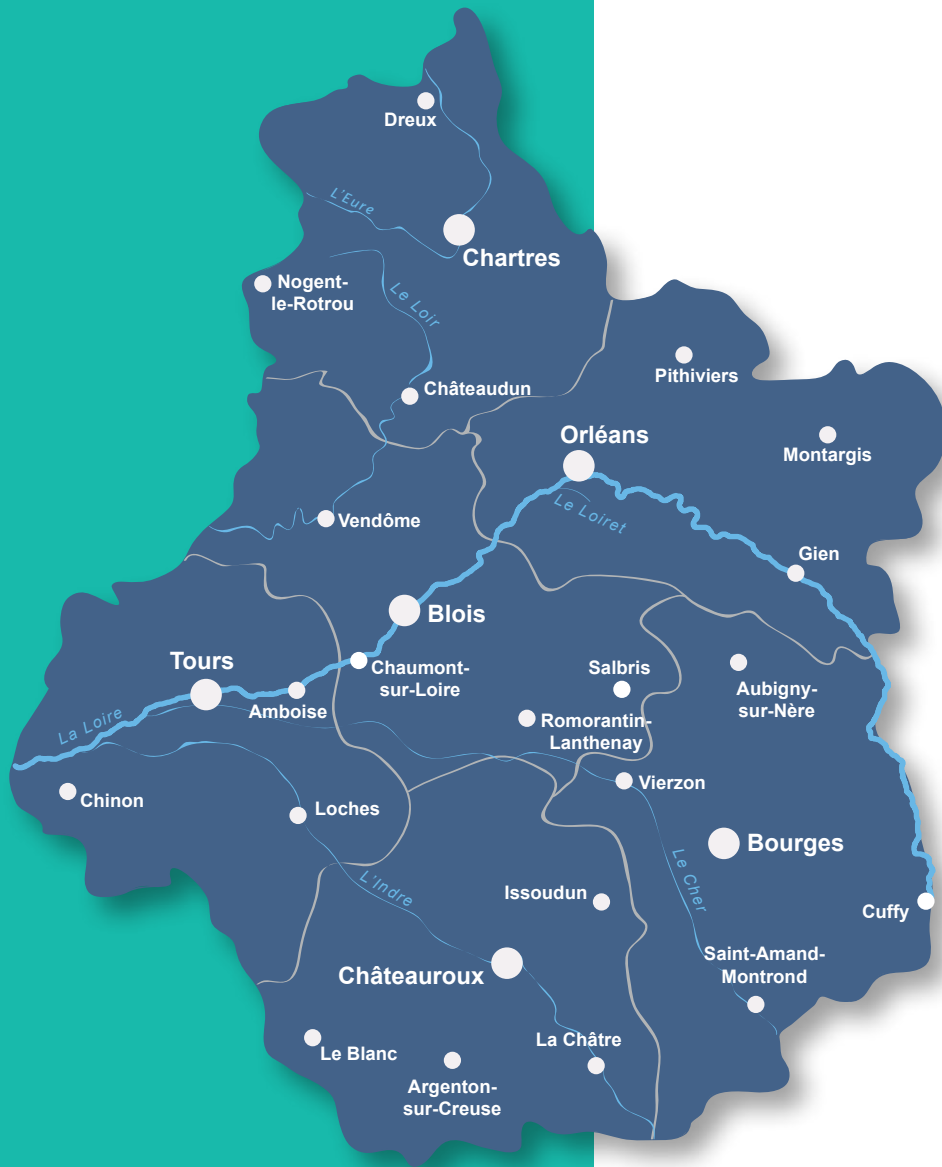 Dreux
L'Eure
Chartres
Nogent-
le-Rotrou
Le Loir
Pithiviers
Châteaudun
Orléans
Montargis
Le Loiret
Vendôme
Gien
Blois
Tours
Chaumont-
sur-Loire
Salbris
Aubigny-
sur-Nère
Amboise
La Loire
Romorantin-
Lanthenay
Vierzon
Chinon
Loches
Bourges
Le Cher
L'Indre
Issoudun
Cuffy
Saint-Amand-
Montrond
Châteauroux
La Châtre
Le Blanc
Argenton-
sur-Creuse